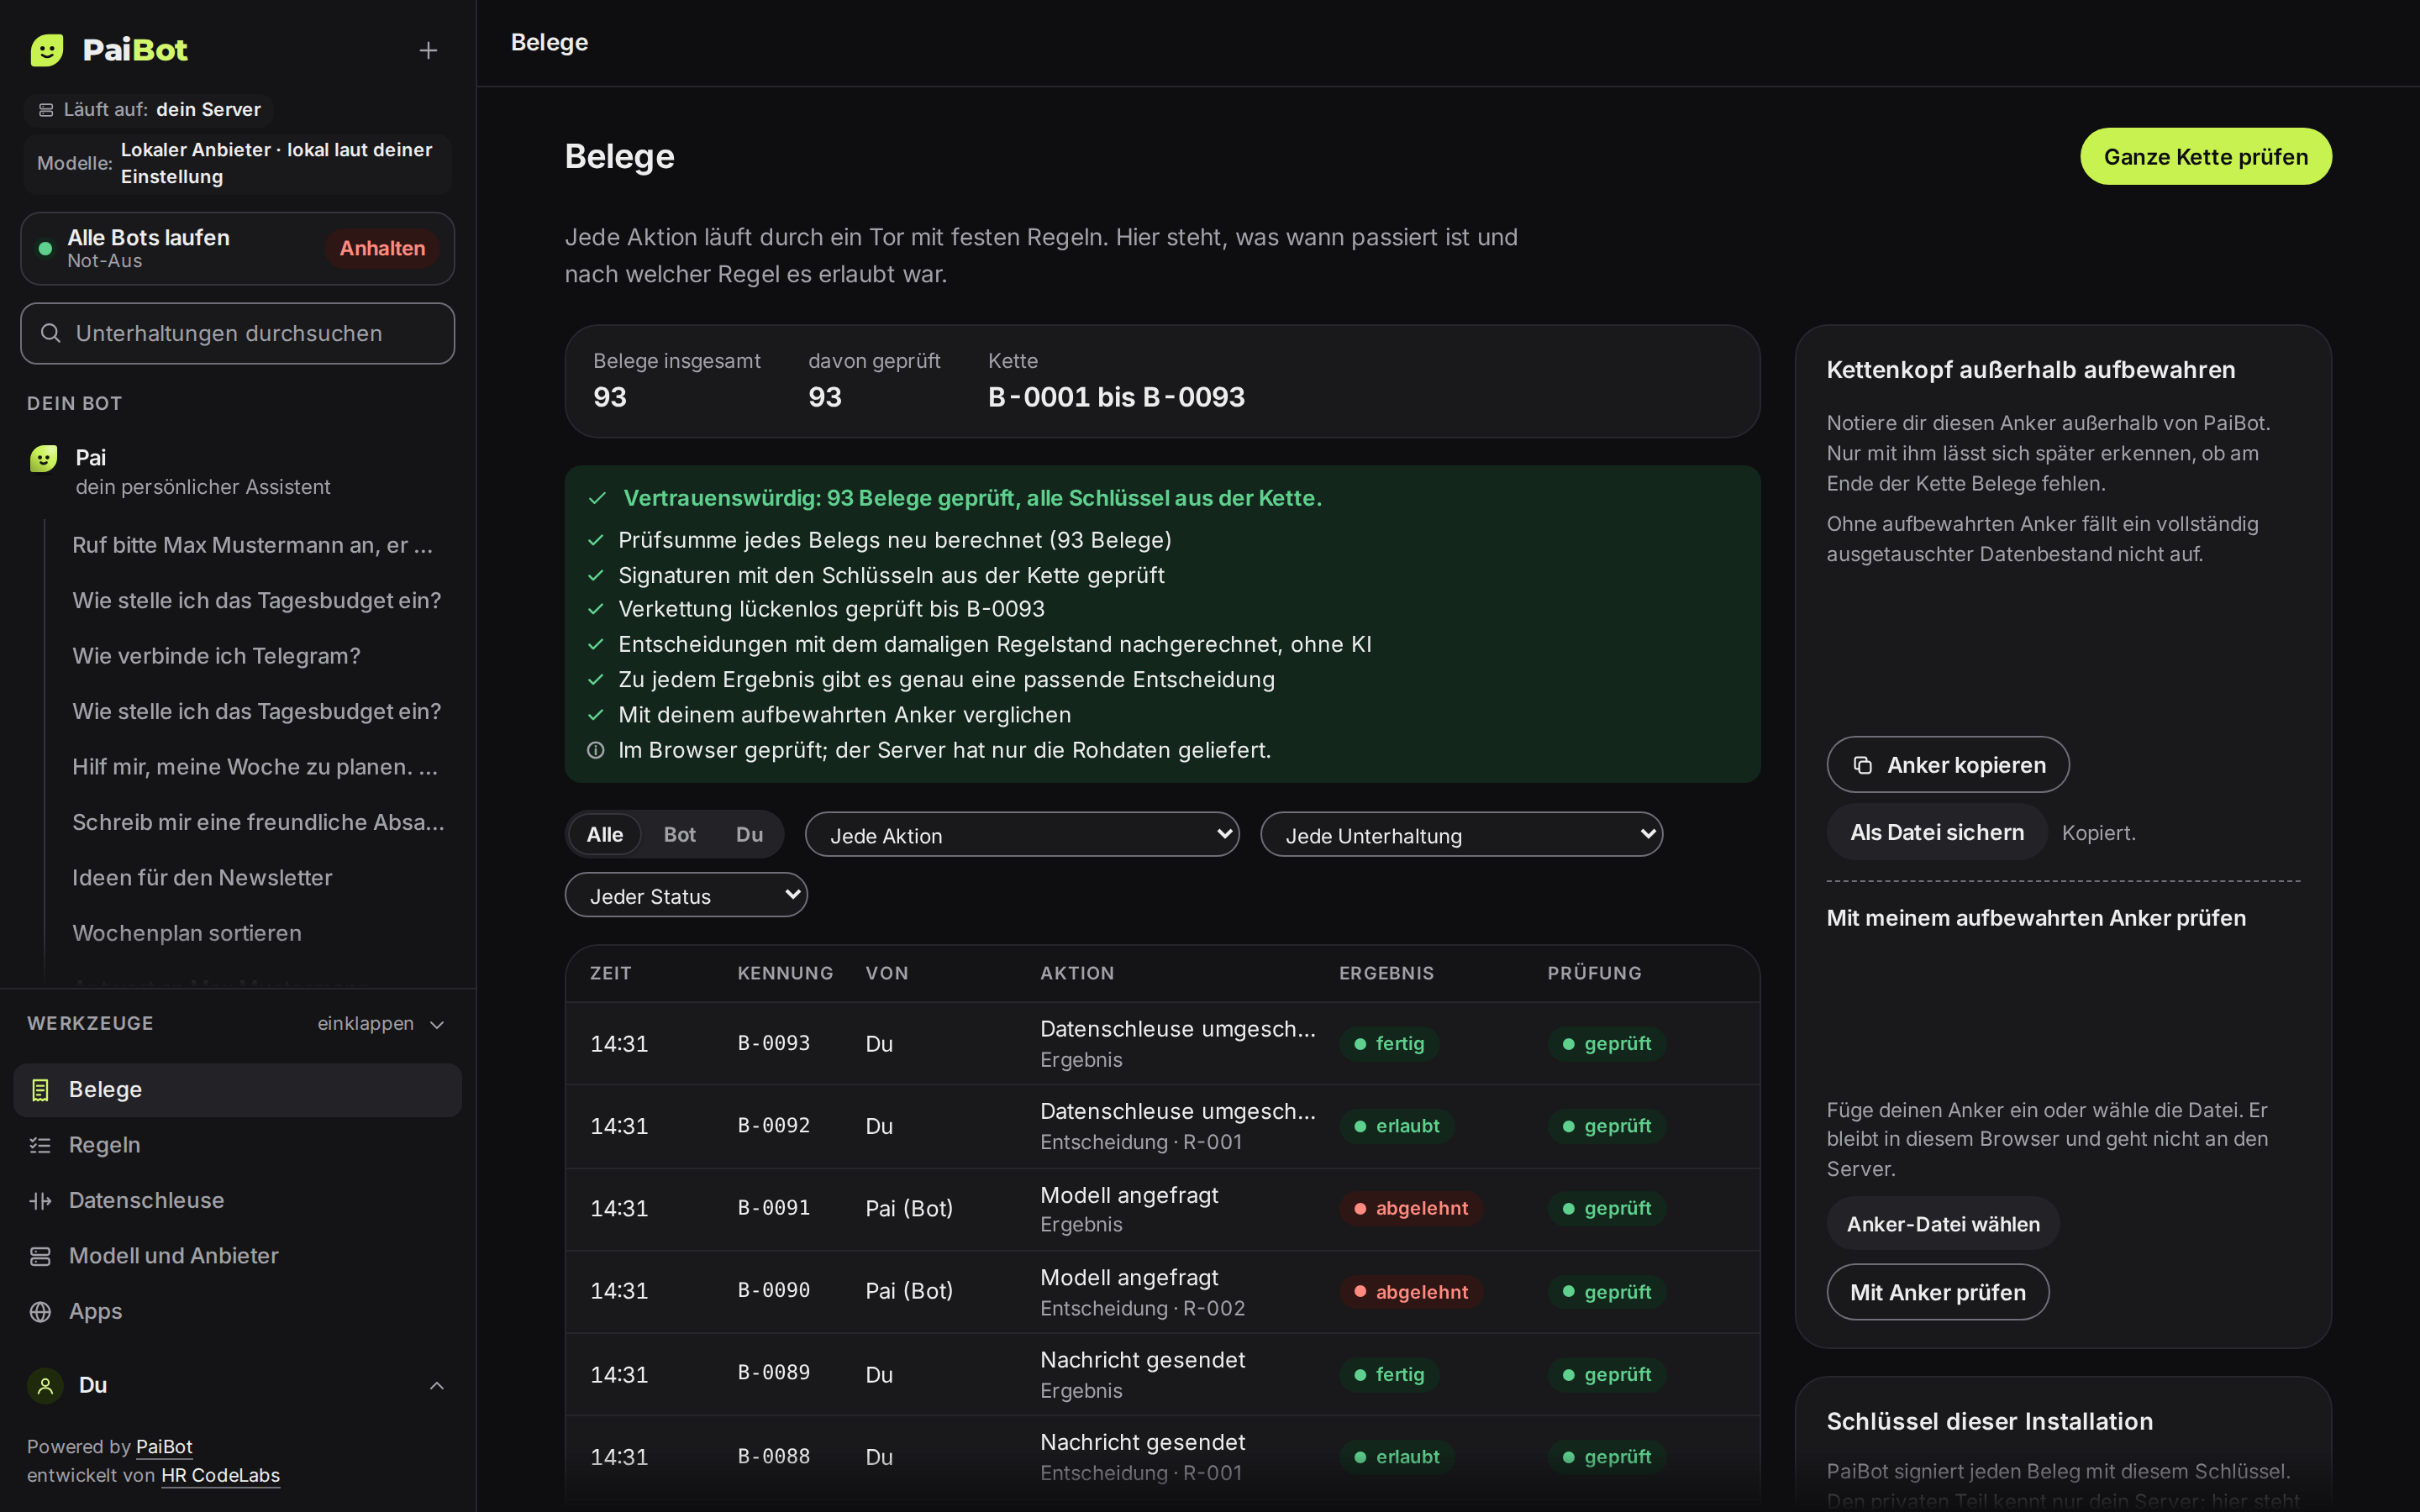 PaiBot
Läuft auf: dein Server
Modelle: Lokaler Anbieter · lokal laut deiner
Einstellung
Alle Bots laufen
Not-Aus
Anhalten
Unterhaltungen durchsuchen
DEIN BOT
Pai
dein persönlicher Assistent
Ruf bitte Max Mustermann an, er ...
Wie stelle ich das Tagesbudget ein?
Wie verbinde ich Telegram?
Wie stelle ich das Tagesbudget ein?
Hilf mir, meine Woche zu planen. ...
Schreib mir eine freundliche Absa...
Ideen für den Newsletter
Wochenplan sortieren
WERKZEUGE
einklappen
Belege
Regeln
Datenschleuse
Modell und Anbieter
Apps
Du
Powered by PaiBot
entwickelt von HR CodeLabs
Belege
Belege
Ganze Kette prüfen
Jede Aktion läuft durch ein Tor mit festen Regeln. Hier steht, was wann passiert ist und
nach welcher Regel es erlaubt war.
Belege insgesamt davon geprüft Kette
93 93 B-0001 bis B-0093
Vertrauenswürdig: 93 Belege geprüft, alle Schlüssel aus der Kette.
Prüfsumme jedes Belegs neu berechnet (93 Belege)
Signaturen mit den Schlüsseln aus der Kette geprüft
Verkettung lückenlos geprüft bis B-0093
Entscheidungen mit dem damaligen Regelstand nachgerechnet, ohne KI
Zu jedem Ergebnis gibt es genau eine passende Entscheidung
Mit deinem aufbewahrten Anker verglichen
Im Browser geprüft; der Server hat nur die Rohdaten geliefert.
Alle Bot Du Jede Aktion Jede Unterhaltung
Jeder Status
ZEIT KENNUNG VON AKTION ERGEBNIS PRÜFUNG
14:31 B-0093 Du Datenschleuse umgesch... fertig geprüft
Ergebnis
14:31 B-0092 Du Datenschleuse umgesch... erlaubt geprüft
Entscheidung · R-001
14:31 B-0091 Pai (Bot) Modell angefragt abgelehnt geprüft
Ergebnis
14:31 B-0090 Pai (Bot) Modell angefragt abgelehnt geprüft
Entscheidung · R-002
14:31 B-0089 Du Nachricht gesendet fertig geprüft
Ergebnis
14:31 B-0088 Du Nachricht gesendet erlaubt geprüft
Entscheidung · R-001
Kettenkopf außerhalb aufbewahren
Notiere dir diesen Anker außerhalb von PaiBot.
Nur mit ihm lässt sich später erkennen, ob am
Ende der Kette Belege fehlen.
Ohne aufbewahrten Anker fällt ein vollständig
ausgetauschter Datenbestand nicht auf.
Anker kopieren
Als Datei sichern Kopiert.
Mit meinem aufbewahrten Anker prüfen
Füge deinen Anker ein oder wähle die Datei. Er
bleibt in diesem Browser und geht nicht an den
Server.
Anker-Datei wählen
Mit Anker prüfen
Schlüssel dieser Installation
PaiBot signiert jeden Beleg mit diesem Schlüssel.
Den privaten Teil kennt nur dein Server; hier steht